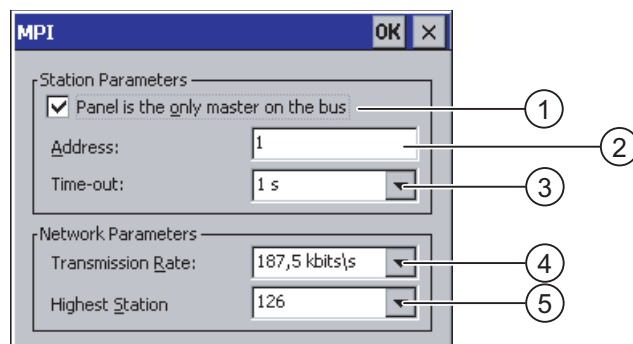 MPI OK ×
Station Parameters
Panel is the only master on the bus
1
Address: 1
2
Time-out: 1 s
3
Network Parameters
Transmission Rate: 187,5 kbits\s
4
Highest Station 126
5